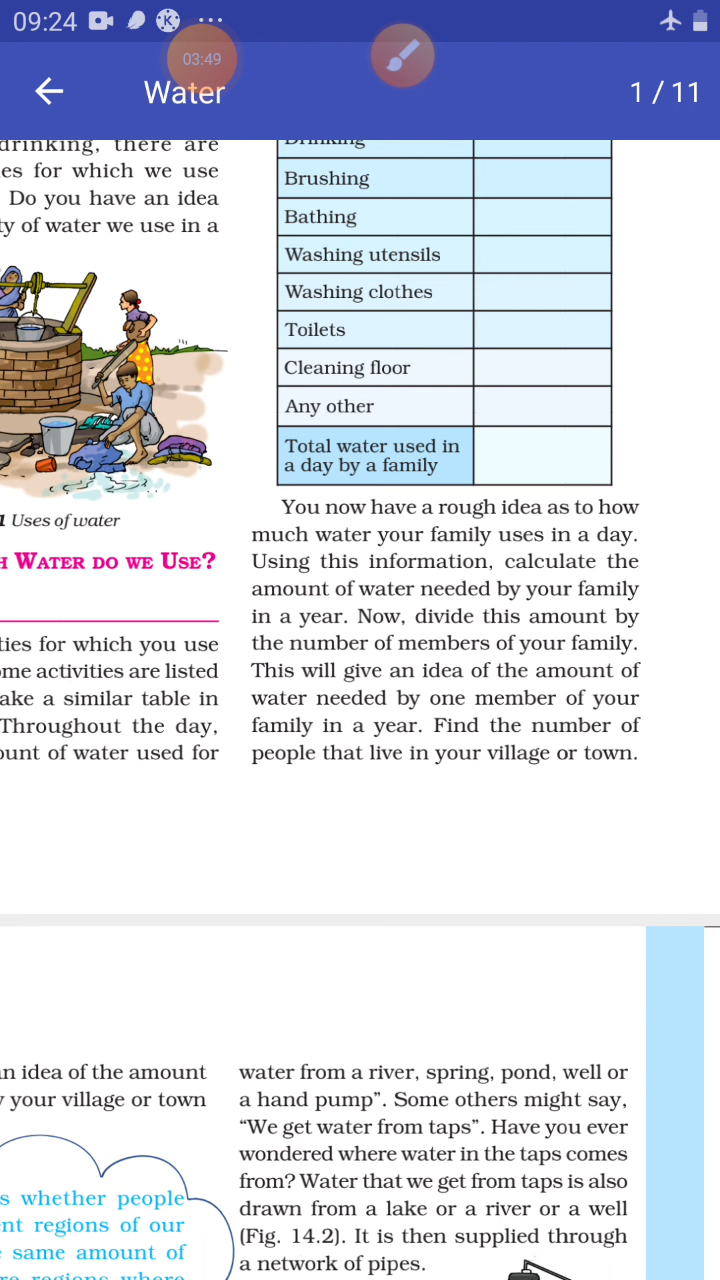 09:24
03:49
Water
1 / 11
drinking, there are
es for which we use
Do you have an idea
ty of water we use in a
1 Uses of water
H WATER DO WE USE?
ties for which you use
ome activities are listed
ake a similar table in
Throughout the day,
ount of water used for
Drinking
Brushing
Bathing
Washing utensils
Washing clothes
Toilets
Cleaning floor
Any other
Total water used in
a day by a family
You now have a rough idea as to how
much water your family uses in a day.
Using this information, calculate the
amount of water needed by your family
in a year. Now, divide this amount by
the number of members of your family.
This will give an idea of the amount of
water needed by one member of your
family in a year. Find the number of
people that live in your village or town.
an idea of the amount
y your village or town
s whether people
ent regions of our
e same amount of
re regions where
water from a river, spring, pond, well or
a hand pump”. Some others might say,
“We get water from taps”. Have you ever
wondered where water in the taps comes
from? Water that we get from taps is also
drawn from a lake or a river or a well
(Fig. 14.2). It is then supplied through
a network of pipes.